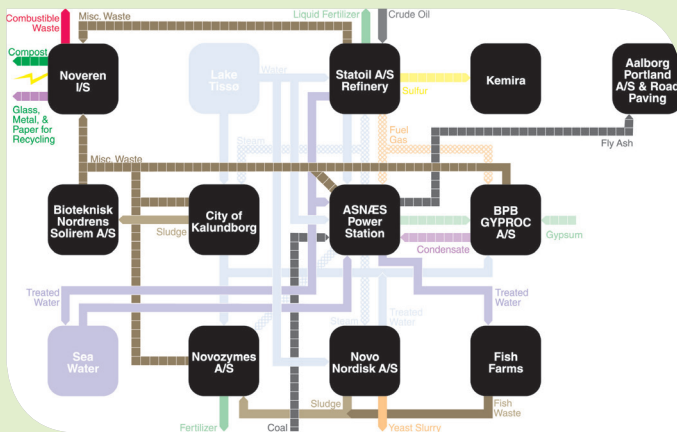 Combustible
Waste
Misc. Waste
Liquid Fertilizer
Crude Oil
Compost
Noveren
I/S
Lake
Tissø
Water
Statoil A/S
Refinery
Sulfur
Kemira
Aalborg
Portland
A/S & Road
Paving
Glass,
Metal, &
Paper for
Recycling
Steam
Fuel
Gas
Fly Ash
Misc. Waste
Bioteknisk
Nordrens
Solirem A/S
Sludge
City of
Kalundborg
ASNÆS
Power
Station
Condensate
BPB
GYPROC
A/S
Gypsum
Treated
Water
Treated
Water
Sea
Water
Novozymes
A/S
Steam
Treated
Water
Novo
Nordisk A/S
Fish
Farms
Fertilizer
Coal
Sludge
Yeast Slurry
Fish
Waste